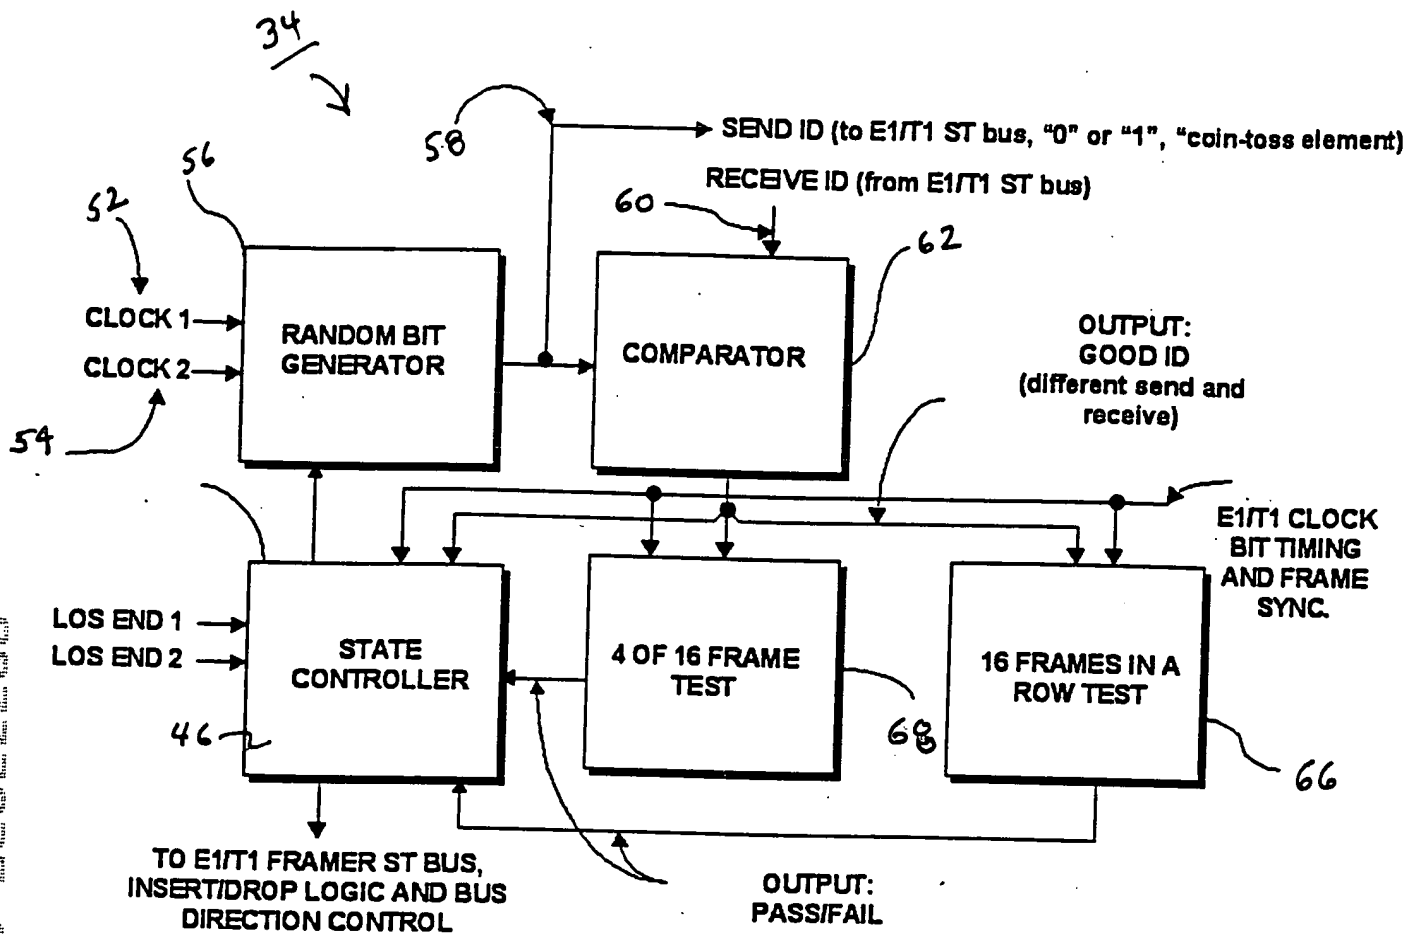 34
58
SEND ID (to E1/T1 ST bus, "0" or "1", "coin-toss element)
RECEIVE ID (from E1/T1 ST bus)
56
52
60
62
CLOCK 1
CLOCK 2
54
RANDOM BIT
GENERATOR
COMPARATOR
OUTPUT:
GOOD ID
(different send and
receive)
E1/T1 CLOCK
BIT TIMING
AND FRAME
SYNC.
LOS END 1
LOS END 2
STATE
CONTROLLER
46
4 OF 16 FRAME
TEST
68
16 FRAMES IN A
ROW TEST
66
TO E1/T1 FRAMER ST BUS,
INSERT/DROP LOGIC AND BUS
DIRECTION CONTROL
OUTPUT:
PASS/FAIL